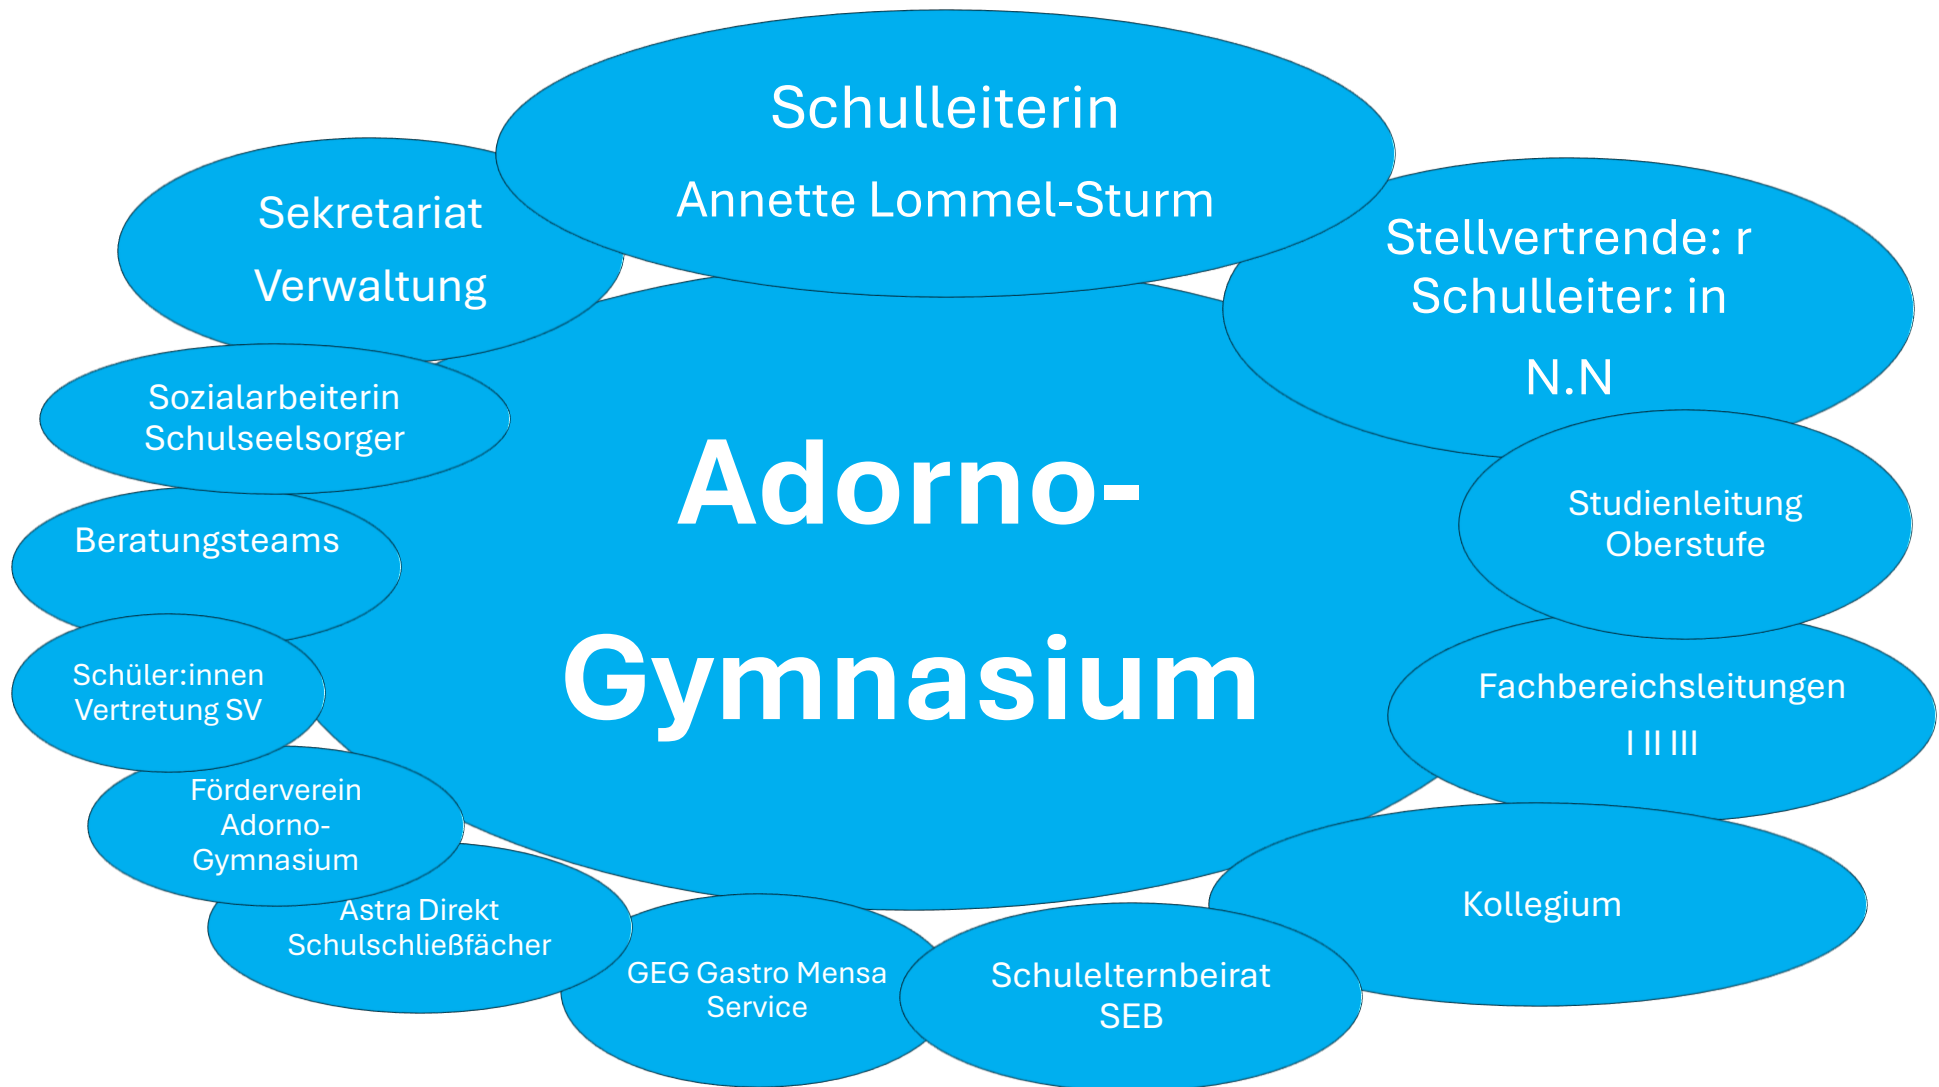 Schulleiterin
Annette Lommel-Sturm
Sekretariat
Verwaltung
Stellvertrende: r
Schulleiter: in
N.N
Sozialarbeiterin
Schulseelsorger
Adorno-
Gymnasium
Studienleitung
Oberstufe
Beratungsteams
Schüler:innen
Vertretung SV
Fachbereichsleitungen
I II III
Förderverein
Adorno-
Gymnasium
Kollegium
Astra Direkt
Schulschließfächer
GEG Gastro Mensa
Service
Schulelternbeirat
SEB